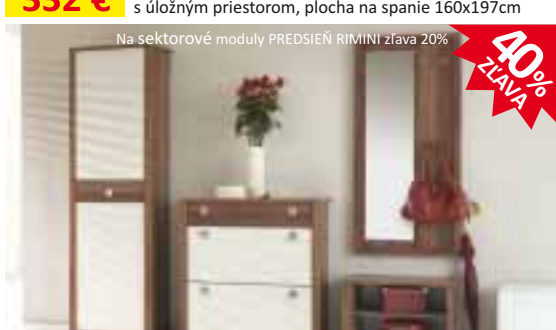 332 € s úložným priestorom, plocha na spanie 160x197cm
Na sektorové moduly PREDSIEŇ RIMINI zľava 20%
40%
ZĽAVA